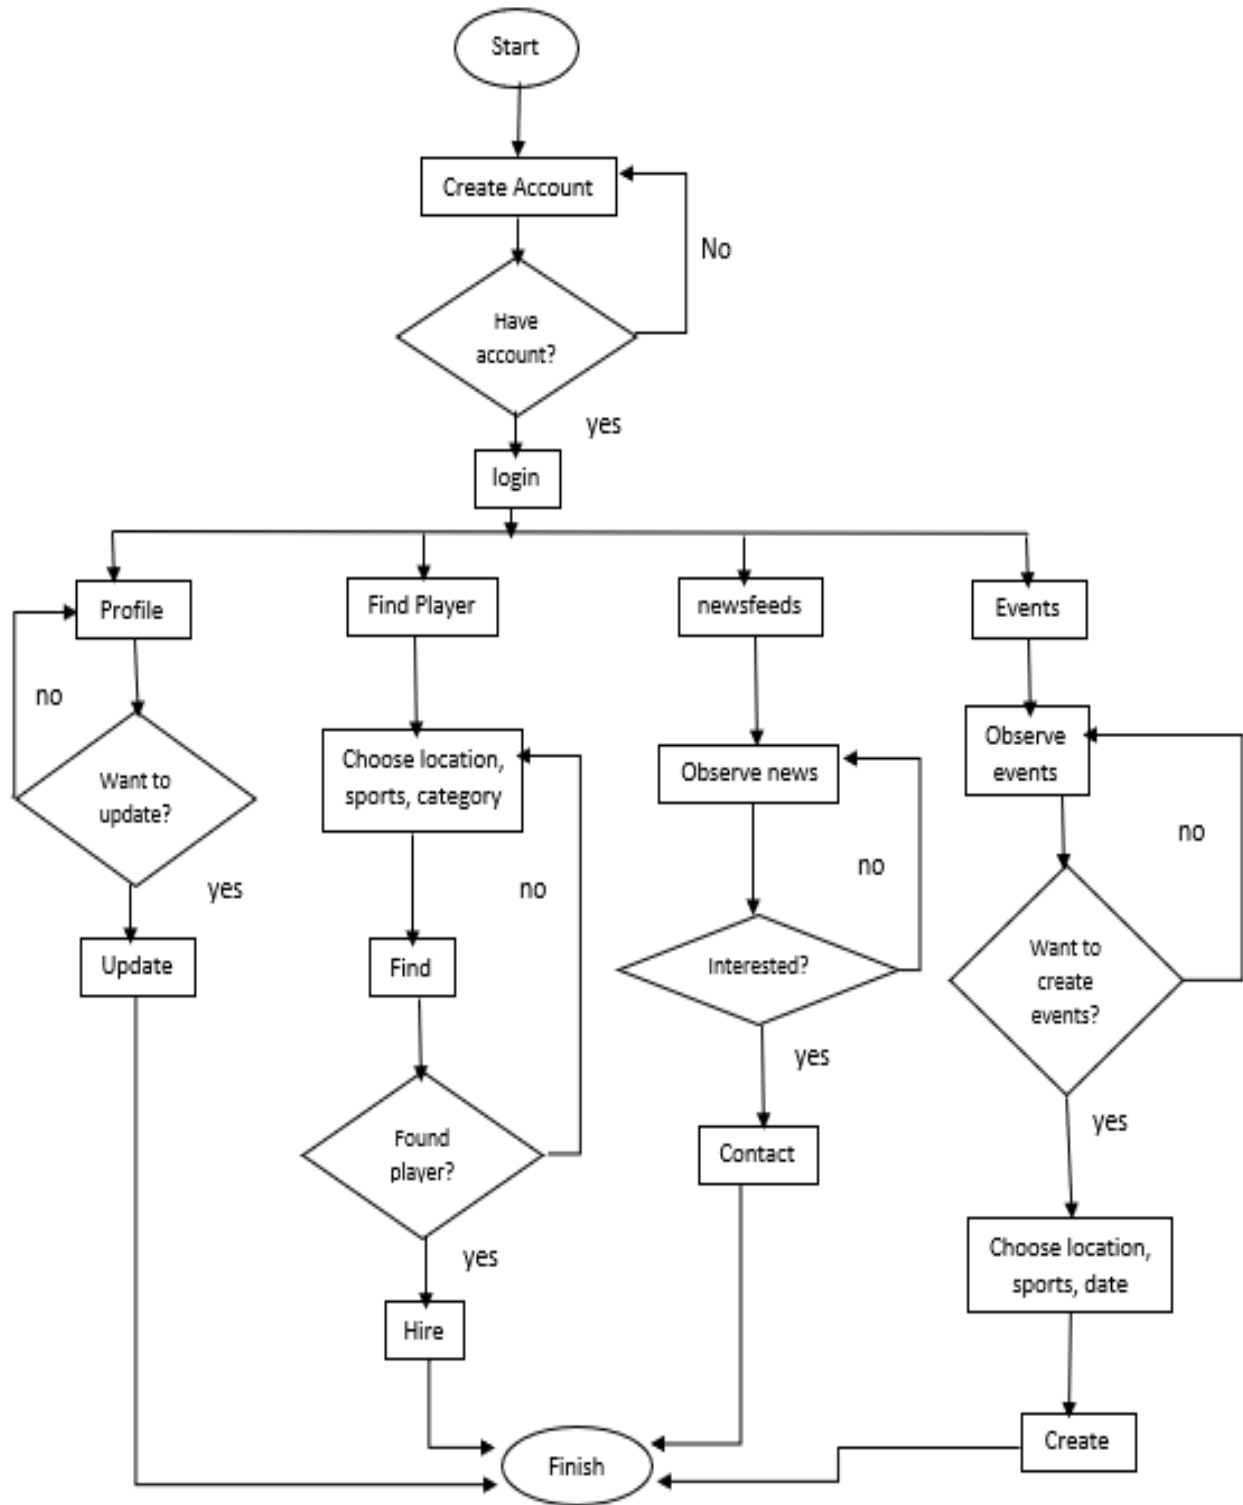 Start
Create Account
No
Have
account?
yes
login
Profile
Find Player
newsfeeds
Events
no
Want to
update?
yes
Update
Choose location,
sports, category
no
Find
Found
player?
yes
Hire
Observe news
no
Interested?
yes
Contact
Observe
events
no
Want to
create
events?
yes
Choose location,
sports, date
Create
Finish